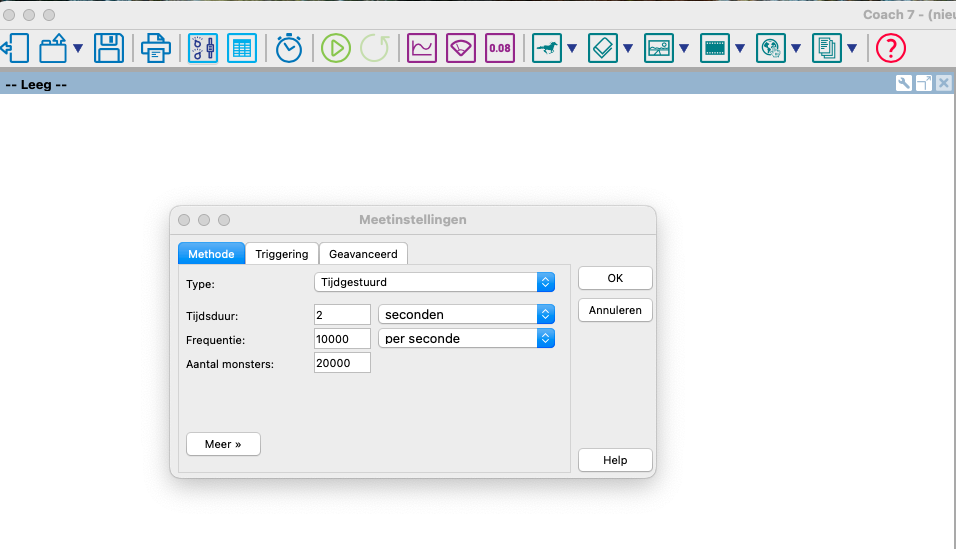 Coach 7 - (nieu
0.08
?
-- Leeg --
Meetinstellingen
Methode Triggering Geavanceerd
Type: Tijdgestuurd OK
Tijdsduur: 2 seconden Annuleren
Frequentie: 10000 per seconde
Aantal monsters: 20000
Meer »
Help